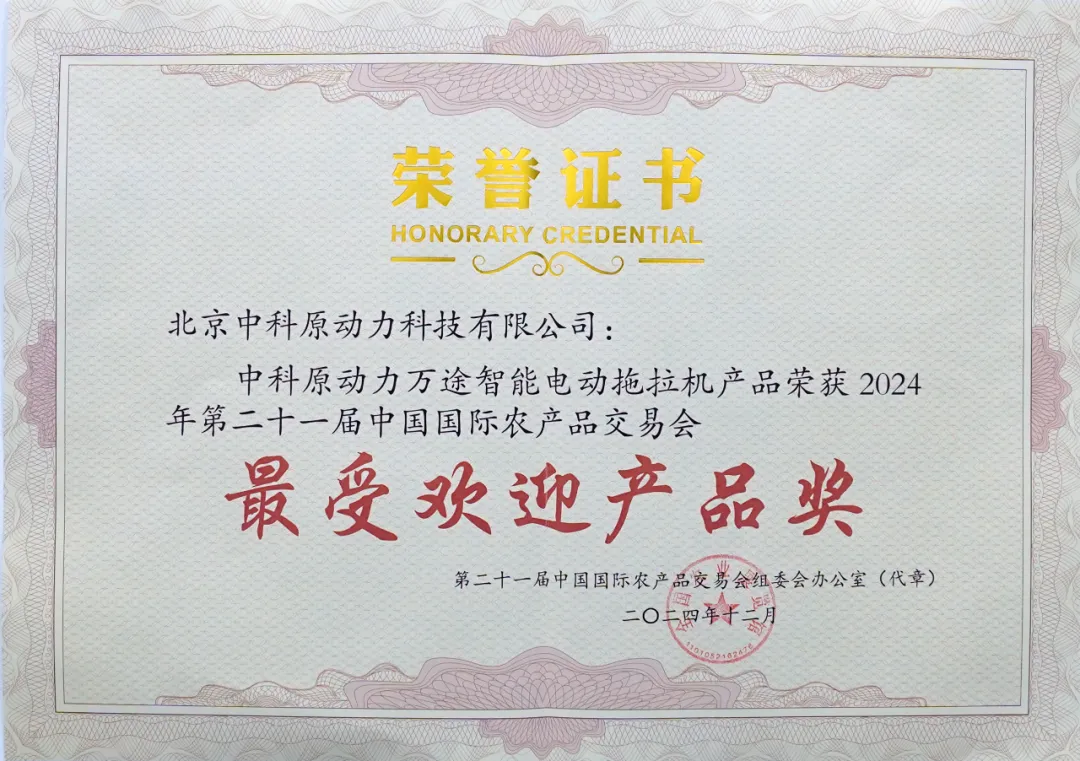 荣誉证书
HONORARY CREDENTIAL
北京中科原动力科技有限公司：
中科原动力万途智能电动拖拉机产品荣获2024
年第二十一届中国国际农产品交易会
最受欢迎产品奖
第二十一届中国国际农产品交易会组委会办公室（代章）
二〇二四年十二月